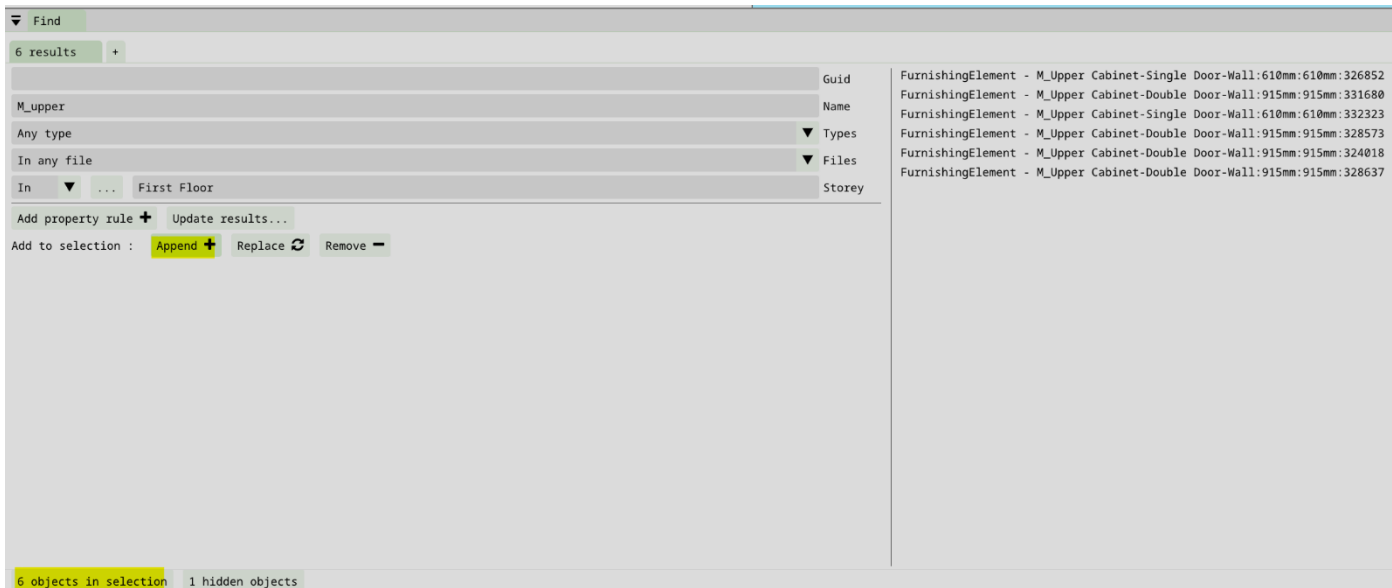 Find
6 results +
Guid
M_upper Name
Any type Types
In any file Files
In ... First Floor Storey
Add property rule + Update results...
Add to selection : Append + Replace Remove −
FurnishingElement - M_Upper Cabinet-Single Door-Wall:610mm:610mm:326852
FurnishingElement - M_Upper Cabinet-Double Door-Wall:915mm:915mm:331680
FurnishingElement - M_Upper Cabinet-Single Door-Wall:610mm:610mm:332323
FurnishingElement - M_Upper Cabinet-Double Door-Wall:915mm:915mm:328573
FurnishingElement - M_Upper Cabinet-Double Door-Wall:915mm:915mm:324018
FurnishingElement - M_Upper Cabinet-Double Door-Wall:915mm:915mm:328637
6 objects in selection 1 hidden objects